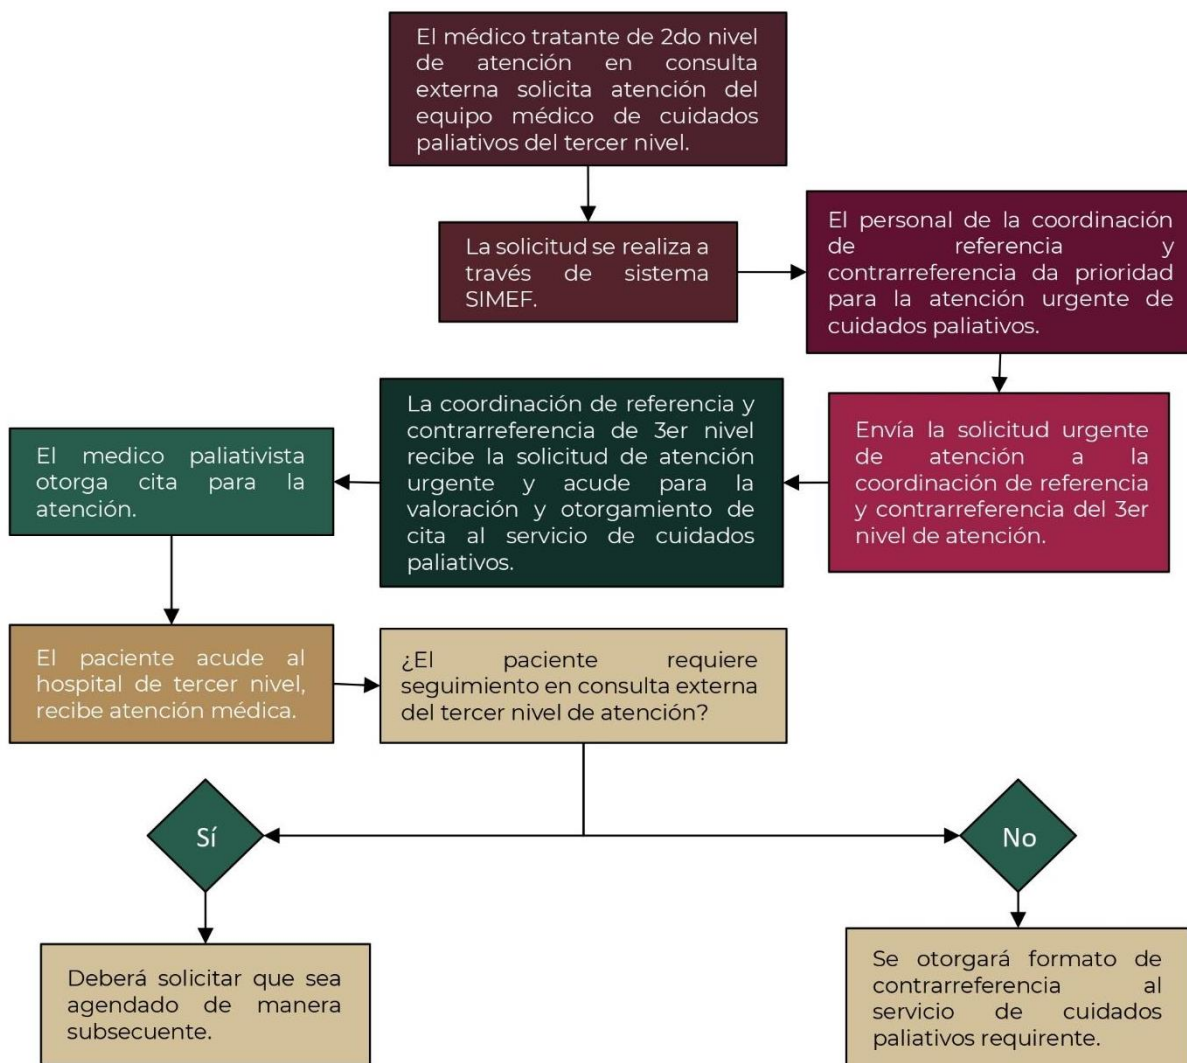 El médico tratante de 2do nivel
de atención en consulta
externa solicita atención del
equipo médico de cuidados
paliativos del tercer nivel.
La solicitud se realiza a
través de sistema
SIMEF.
El personal de la coordinación
de referencia y
contrarreferencia da prioridad
para la atención urgente de
cuidados paliativos.
Envía la solicitud urgente
de atención a la
coordinación de referencia
y contrarreferencia del 3er
nivel de atención.
La coordinación de referencia y
contrarreferencia de 3er nivel
recibe la solicitud de atención
urgente y acude para la
valoración y otorgamiento de
cita al servicio de cuidados
paliativos.
El medico paliativista
otorga cita para la
atención.
El paciente acude al
hospital de tercer nivel,
recibe atención médica.
¿El paciente requiere
seguimiento en consulta externa
del tercer nivel de atención?
Sí
No
Deberá solicitar que sea
agendado de manera
subsecuente.
Se otorgará formato de
contrarreferencia al
servicio de cuidados
paliativos requirente.